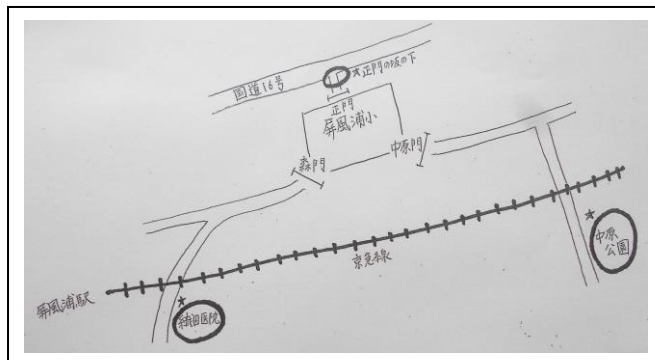 国道16号
★正門の坂の下
正門
屏風浦小
森門
中原門
京急線
屏風浦駅
★
★
中原
公園